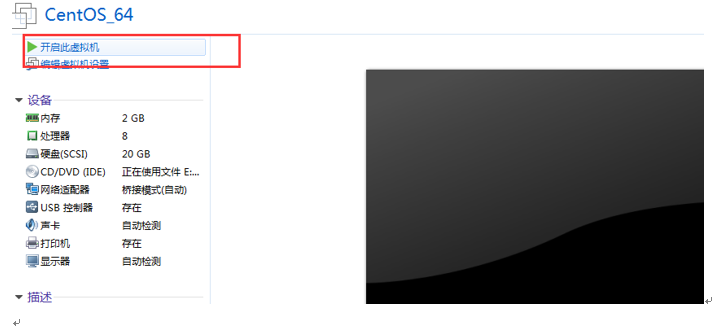 CentOS_64
开启此虚拟机
编辑虚拟机设置
设备
内存 2 GB
处理器 8
硬盘(SCSI) 20 GB
CD/DVD (IDE) 正在使用文件 E:...
网络适配器 桥接模式(自动)
USB 控制器 存在
声卡 自动检测
打印机 存在
显示器 自动检测
描述